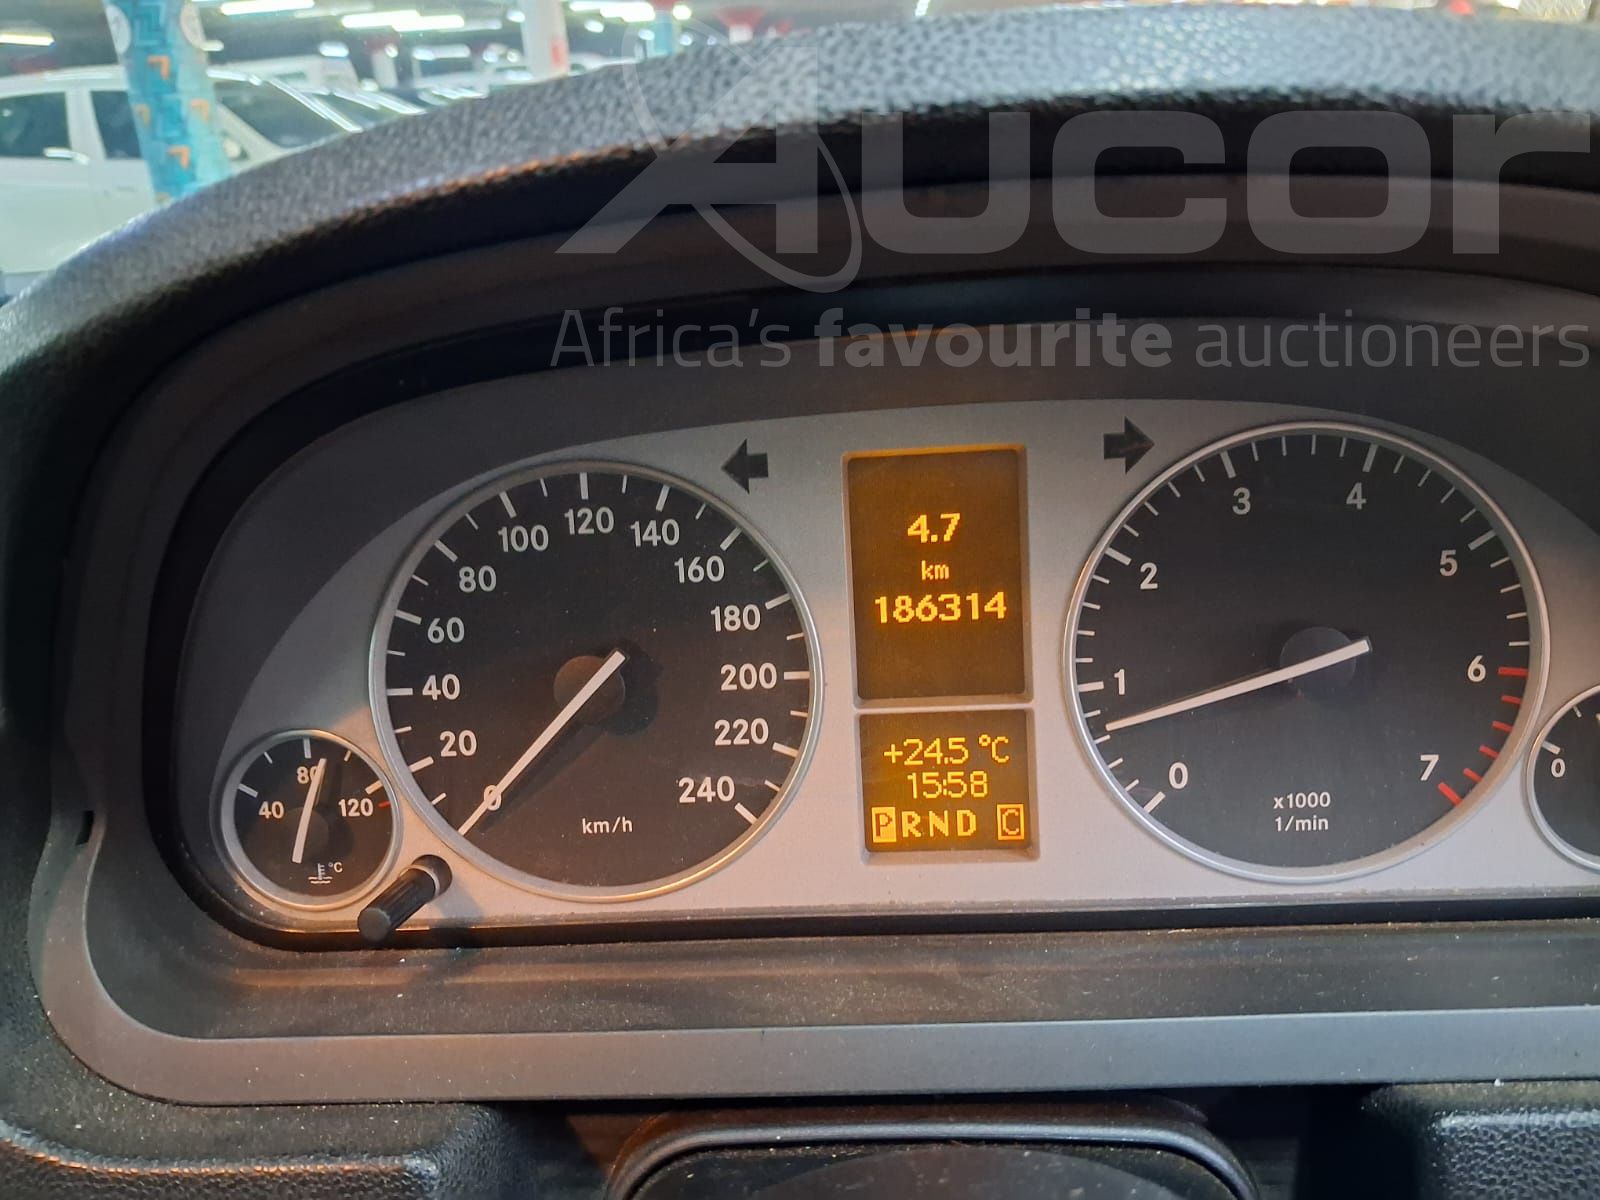 Aucor
Africa's favourite auctioneers
100 120 140
80 160
60 180
40 200
20 220
0 240
km/h
40 80 120
°C
4.7
km
186314
+24.5 °C
15:58
PRND C
3 4
2 5
1 6
0 7
x1000
1/min
0